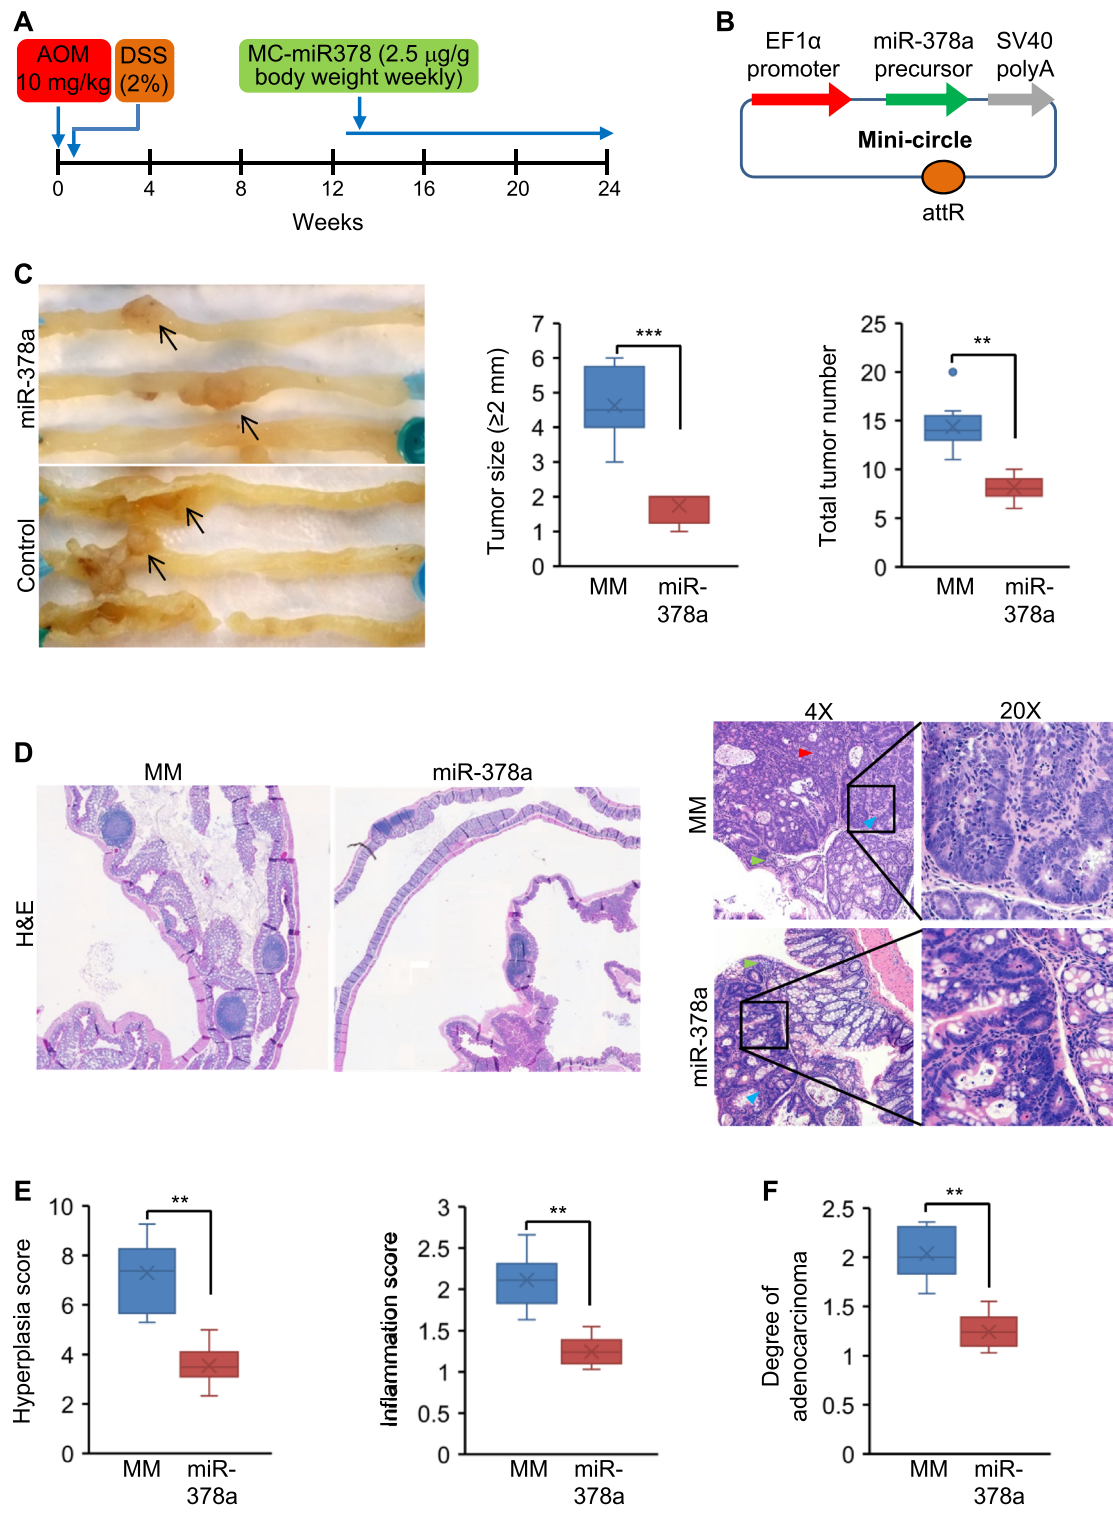 A
AOM
10 mg/kg
DSS
(2%)
MC-miR378 (2.5 µg/g
body weight weekly)
0 4 8 12 16 20 24
Weeks
B
EF1α
promoter
miR-378a
precursor
SV40
polyA
Mini-circle
attR
C
miR-378a
Control
Tumor size (≥2 mm)
7
6
5
4
3
2
1
0
***
MM
miR-
378a
Total tumor number
25
20
15
10
5
0
**
MM
miR-
378a
D
MM
miR-378a
H&E
4X
20X
MM
miR-378a
E
Hyperplasia score
10
8
6
4
2
0
**
MM
miR-
378a
Inflammation score
3
2.5
2
1.5
1
0.5
0
**
MM
miR-
378a
F
Degree of
adenocarcinoma
2.5
2
1.5
1
0.5
0
**
MM
miR-
378a